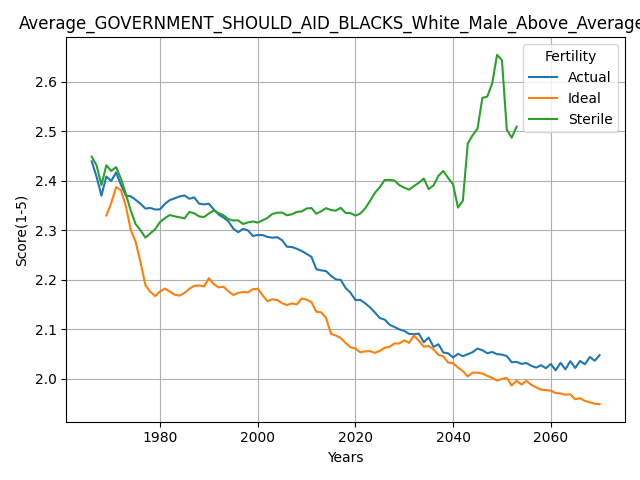 Average_GOVERNMENT_SHOULD_AID_BLACKS_White_Male_Above_Average
Fertility
Actual
Ideal
Sterile
Score(1-5)
2.6
2.5
2.4
2.3
2.2
2.1
2.0
1980 2000 2020 2040 2060
Years